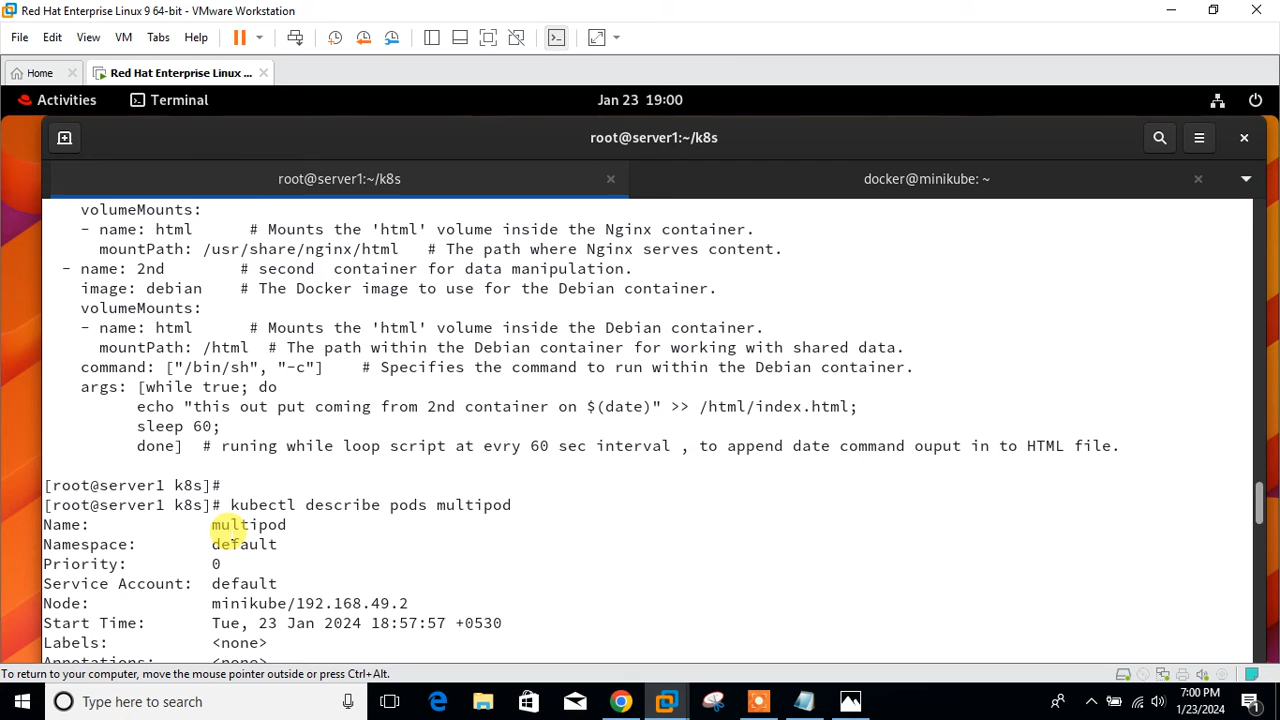 Red Hat Enterprise Linux 9 64-bit - VMware Workstation
File Edit View VM Tabs Help
Home Red Hat Enterprise Linux ...
Activities Terminal Jan 23 19:00
root@server1:~/k8s
root@server1:~/k8s docker@minikube: ~
volumeMounts:
- name: html # Mounts the 'html' volume inside the Nginx container.
mountPath: /usr/share/nginx/html # The path where Nginx serves content.
- name: 2nd # second container for data manipulation.
image: debian # The Docker image to use for the Debian container.
volumeMounts:
- name: html # Mounts the 'html' volume inside the Debian container.
mountPath: /html # The path within the Debian container for working with shared data.
command: ["/bin/sh", "-c"] # Specifies the command to run within the Debian container.
args: [while true; do
echo "this out put coming from 2nd container on $(date)" >> /html/index.html;
sleep 60;
done] # runing while loop script at evry 60 sec interval , to append date command ouput in to HTML file.
[root@server1 k8s]#
[root@server1 k8s]# kubectl describe pods multipod
Name: multipod
Namespace: default
Priority: 0
Service Account: default
Node: minikube/192.168.49.2
Start Time: Tue, 23 Jan 2024 18:57:57 +0530
Labels: <none>
Annotations: <none>
To return to your computer, move the mouse pointer outside or press Ctrl+Alt.
Type here to search
7:00 PM
1/23/2024